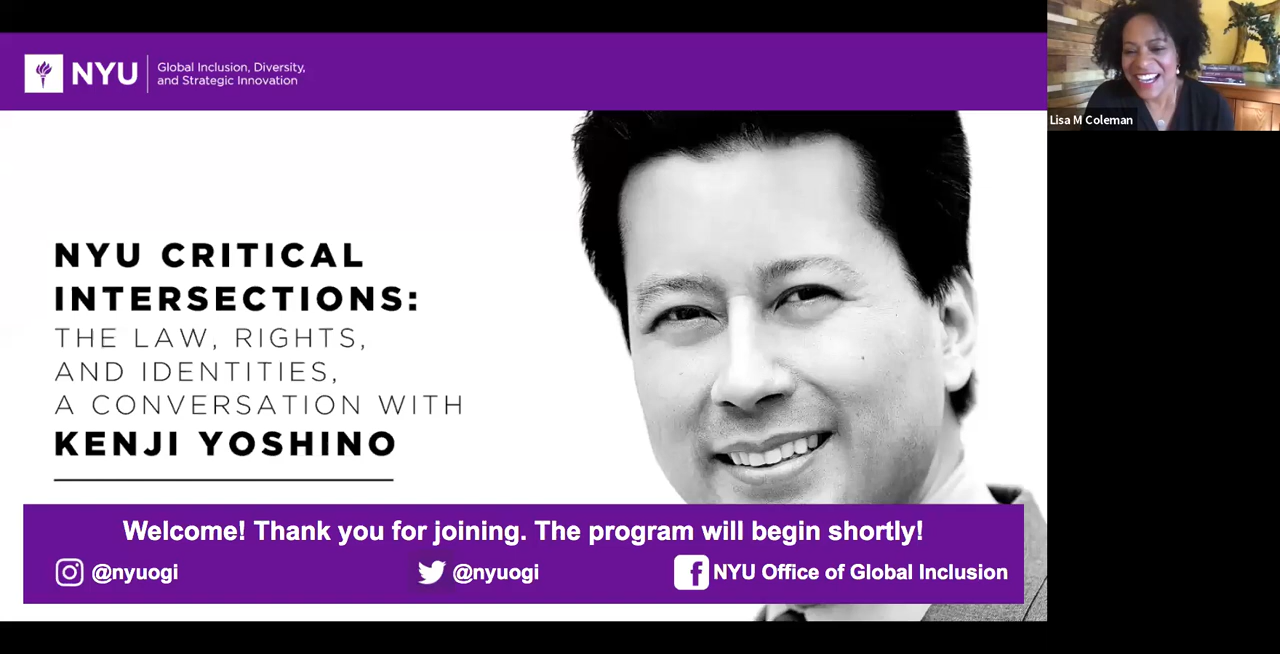 NYU
Global Inclusion, Diversity,
and Strategic Innovation
Lisa M Coleman
NYU CRITICAL
INTERSECTIONS:
THE LAW, RIGHTS,
AND IDENTITIES,
A CONVERSATION WITH
KENJI YOSHINO
Welcome! Thank you for joining. The program will begin shortly!
@nyuogi
@nyuogi
NYU Office of Global Inclusion